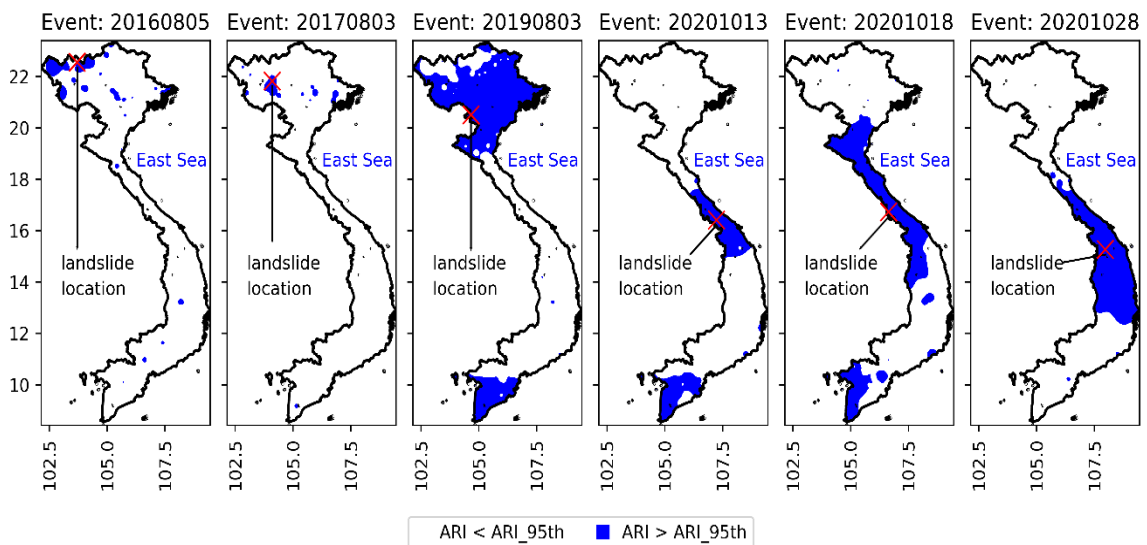 Event: 20160805 Event: 20170803 Event: 20190803 Event: 20201013 Event: 20201018 Event: 20201028
22
20
East Sea East Sea East Sea East Sea East Sea East Sea
18
16
landslide landslide landslide landslide landslide landslide
location location location location location location
14
12
10
102.5 105.0 107.5 102.5 105.0 107.5 102.5 105.0 107.5 102.5 105.0 107.5 102.5 105.0 107.5 102.5 105.0 107.5
ARI < ARI_95th ARI > ARI_95th